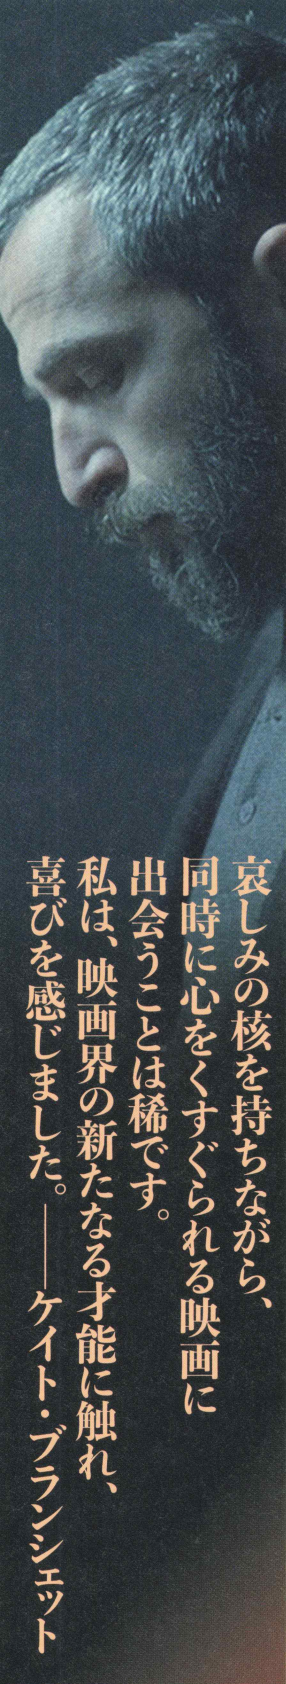 哀しみの核を持ちながら、
同時に心をくすぐられる映画に
出会うことは稀です。
私は、映画界の新たなる才能に触れ、
喜びを感じました。——ケイト・ブランシェット